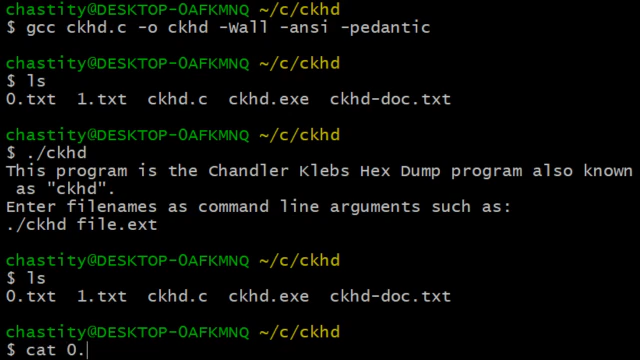 chastity@DESKTOP-0AFKMNQ ~/c/ckhd
$ gcc ckhd.c -o ckhd -Wall -ansi -pedantic
chastity@DESKTOP-0AFKMNQ ~/c/ckhd
$ ls
0.txt  1.txt  ckhd.c  ckhd.exe  ckhd-doc.txt
chastity@DESKTOP-0AFKMNQ ~/c/ckhd
$ ./ckhd
This program is the Chandler Klebs Hex Dump program also known
 as "ckhd".
Enter filenames as command line arguments such as:
./ckhd file.ext
chastity@DESKTOP-0AFKMNQ ~/c/ckhd
$ ls
0.txt  1.txt  ckhd.c  ckhd.exe  ckhd-doc.txt
chastity@DESKTOP-0AFKMNQ ~/c/ckhd
$ cat 0.